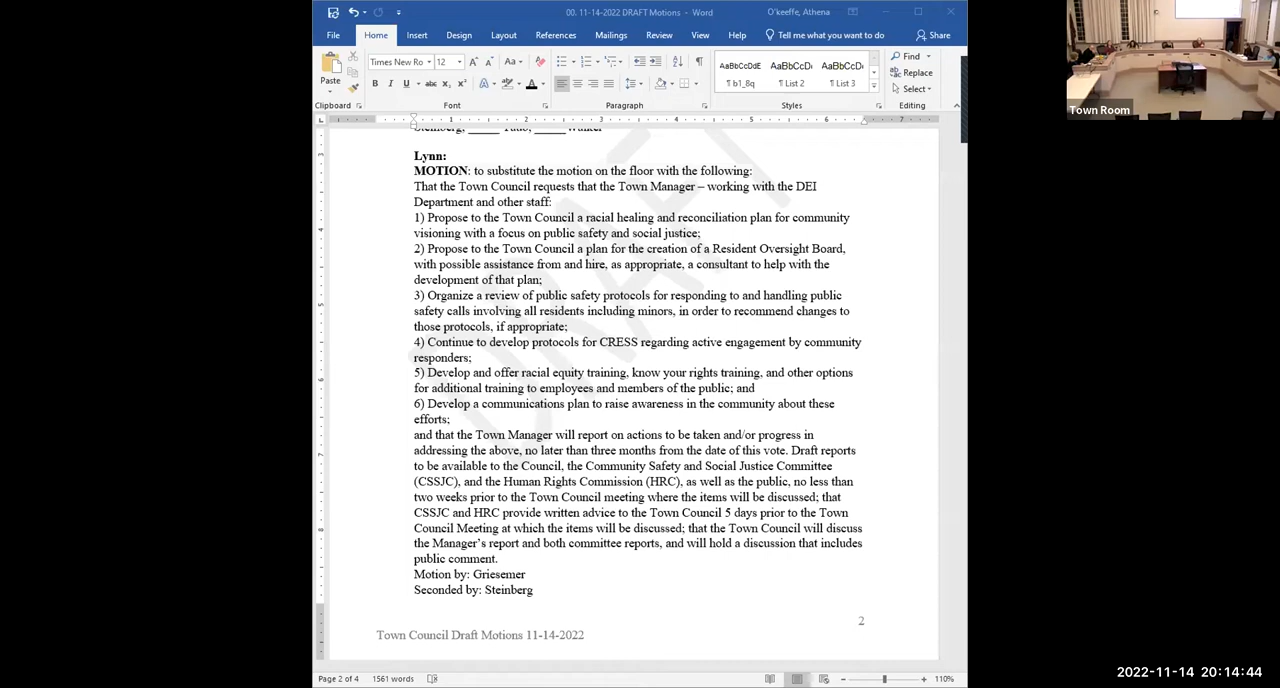 00. 11-14-2022 DRAFT Motions - Word
O'keeffe, Athena
File Home Insert Design Layout References Mailings Review View Help Tell me what you want to do Share
Paste
Clipboard
Times New Ro 12
Font
Paragraph
AaBbCcDdE AaBbCcD AaBbCcD
¶ b1_8q ¶ List 2 ¶ List 3
Styles
Find
Replace
Select
Editing
Town Room
DRAFT
Steinberg, _____ Taub, _____Walker
Lynn:
MOTION: to substitute the motion on the floor with the following:
That the Town Council requests that the Town Manager – working with the DEI
Department and other staff:
1) Propose to the Town Council a racial healing and reconciliation plan for community
visioning with a focus on public safety and social justice;
2) Propose to the Town Council a plan for the creation of a Resident Oversight Board,
with possible assistance from and hire, as appropriate, a consultant to help with the
development of that plan;
3) Organize a review of public safety protocols for responding to and handling public
safety calls involving all residents including minors, in order to recommend changes to
those protocols, if appropriate;
4) Continue to develop protocols for CRESS regarding active engagement by community
responders;
5) Develop and offer racial equity training, know your rights training, and other options
for additional training to employees and members of the public; and
6) Develop a communications plan to raise awareness in the community about these
efforts;
and that the Town Manager will report on actions to be taken and/or progress in
addressing the above, no later than three months from the date of this vote. Draft reports
to be available to the Council, the Community Safety and Social Justice Committee
(CSSJC), and the Human Rights Commission (HRC), as well as the public, no less than
two weeks prior to the Town Council meeting where the items will be discussed; that
CSSJC and HRC provide written advice to the Town Council 5 days prior to the Town
Council Meeting at which the items will be discussed; that the Town Council will discuss
the Manager's report and both committee reports, and will hold a discussion that includes
public comment.
Motion by: Griesemer
Seconded by: Steinberg
2
Town Council Draft Motions 11-14-2022
Page 2 of 4 1561 words
110%
2022-11-14 20:14:44